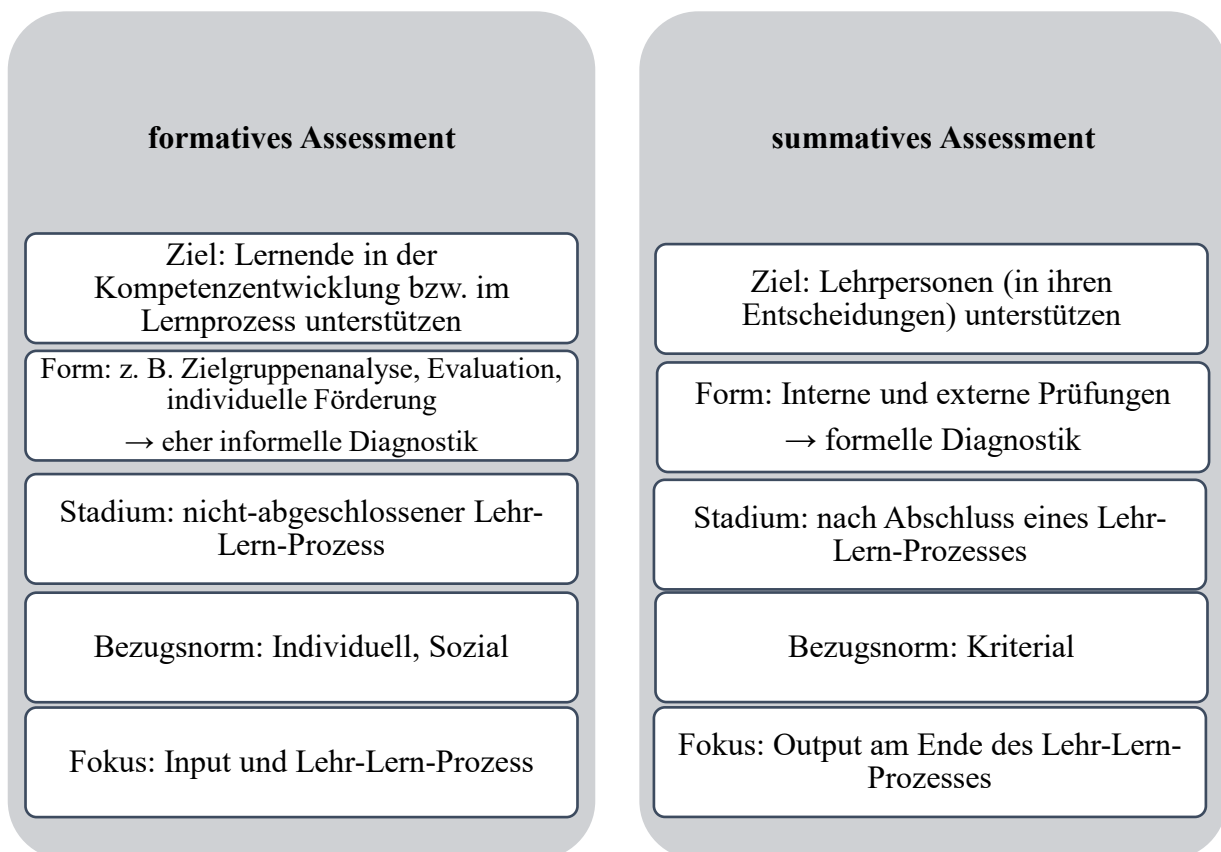 formatives Assessment
Ziel: Lernende in der
Kompetenzentwicklung bzw. im
Lernprozess unterstützen
Form: z. B. Zielgruppenanalyse, Evaluation,
individuelle Förderung
→ eher informelle Diagnostik
Stadium: nicht-abgeschlossener Lehr-
Lern-Prozess
Bezugsnorm: Individuell, Sozial
Fokus: Input und Lehr-Lern-Prozess
summatives Assessment
Ziel: Lehrpersonen (in ihren
Entscheidungen) unterstützen
Form: Interne und externe Prüfungen
→ formelle Diagnostik
Stadium: nach Abschluss eines Lehr-
Lern-Prozesses
Bezugsnorm: Kriterial
Fokus: Output am Ende des Lehr-Lern-
Prozesses